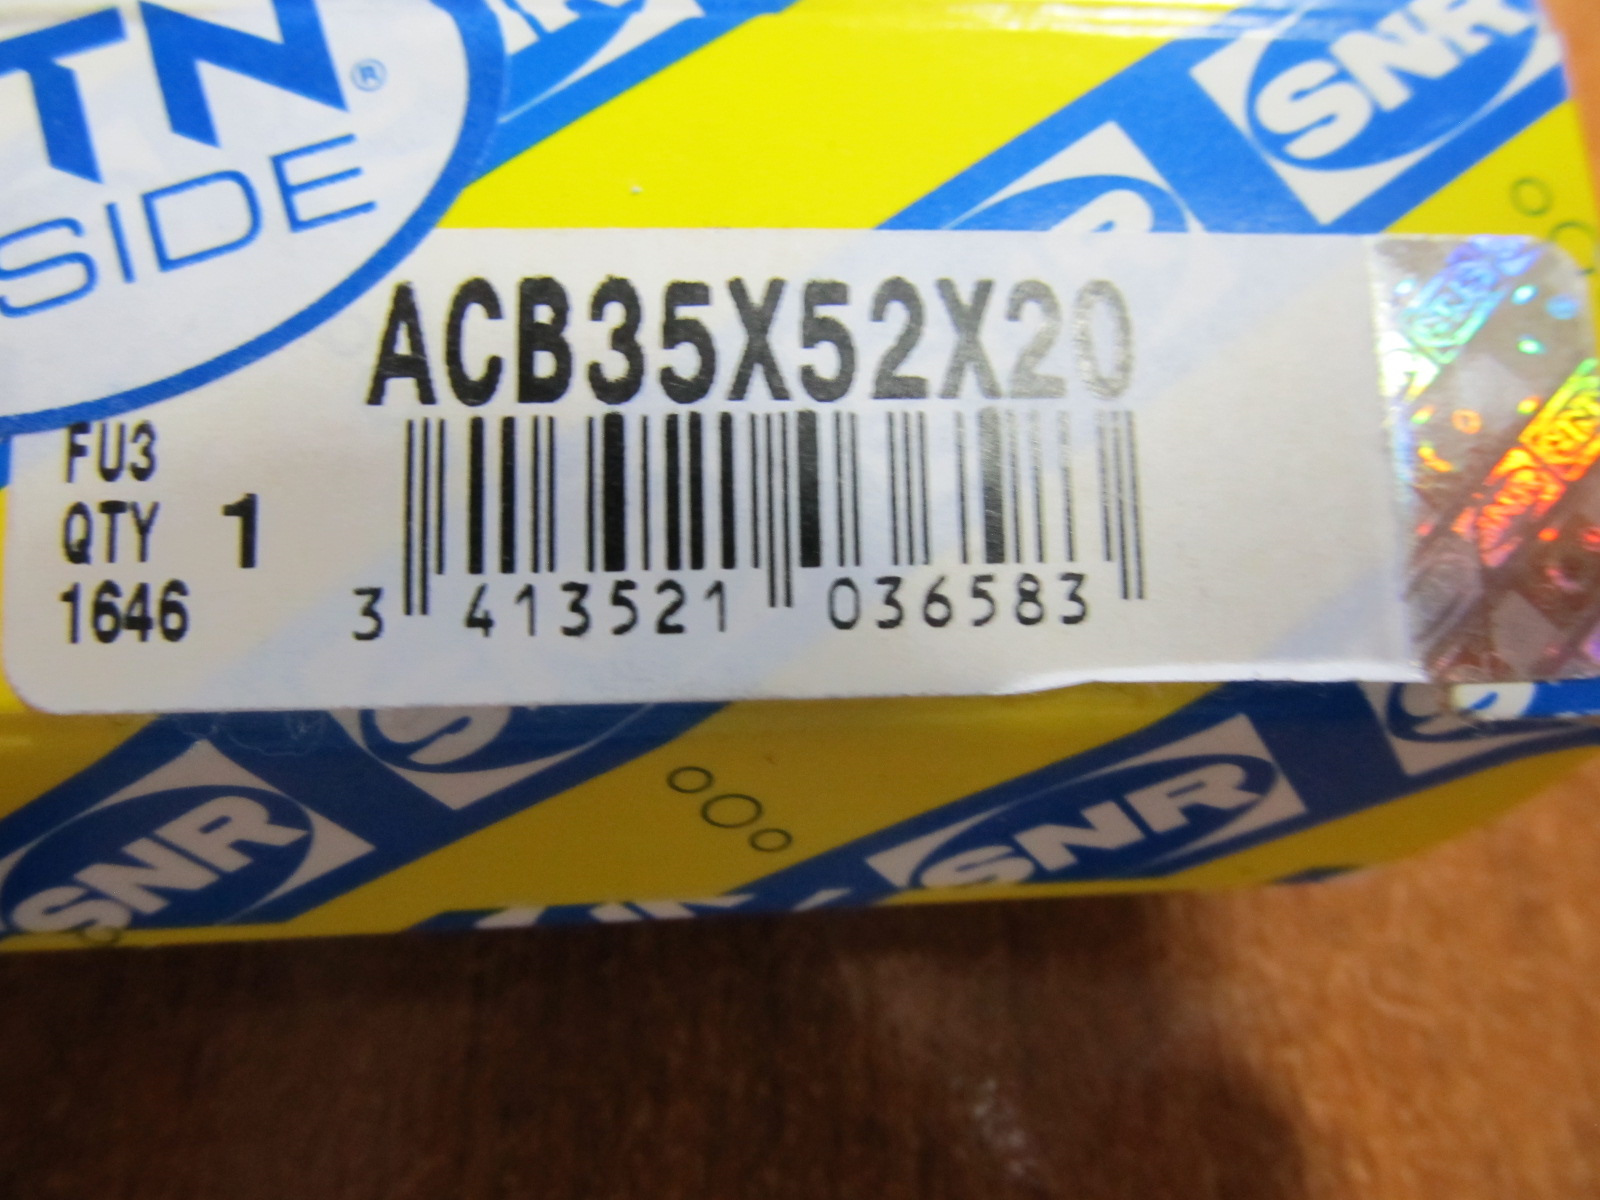 TN®
SIDE
SNR
ACB35X52X20
FU3
QTY 1
1646
3 413521 036583
SNR
SNR